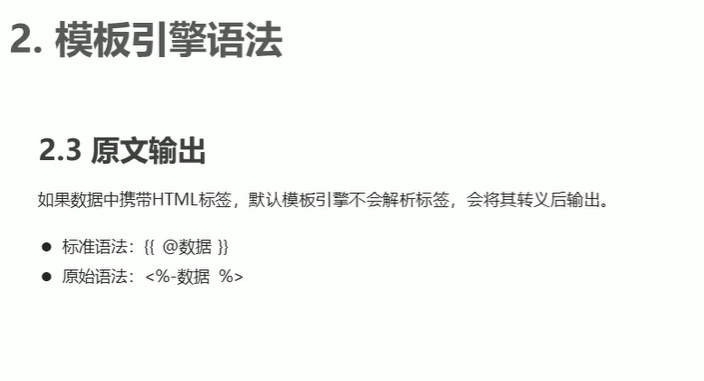 2. 模板引擎语法
2.3 原文输出
如果数据中携带HTML标签，默认模板引擎不会解析标签，会将其转义后输出。
● 标准语法：{{ @数据 }}
● 原始语法：<%-数据 %>